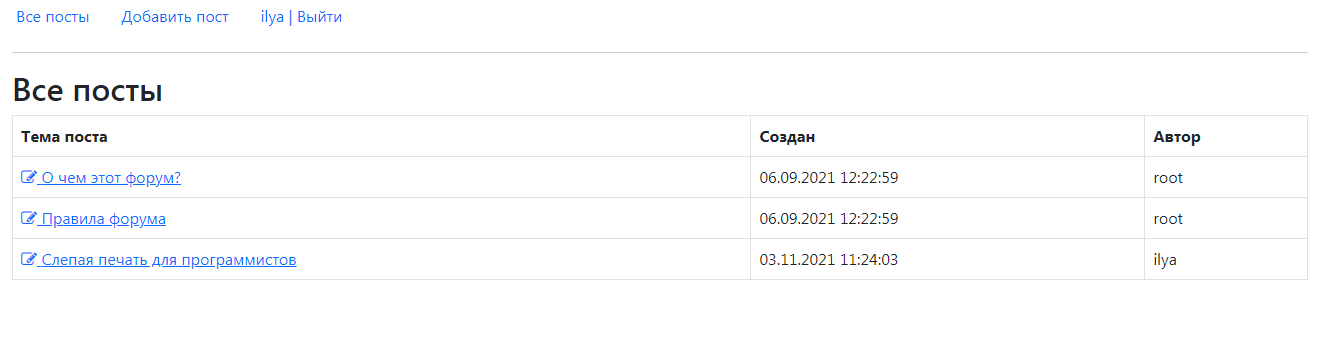 Все посты Добавить пост ilya | Выйти
Все посты
Тема поста Создан Автор
О чем этот форум? 06.09.2021 12:22:59 root
Правила форума 06.09.2021 12:22:59 root
Слепая печать для программистов 03.11.2021 11:24:03 ilya